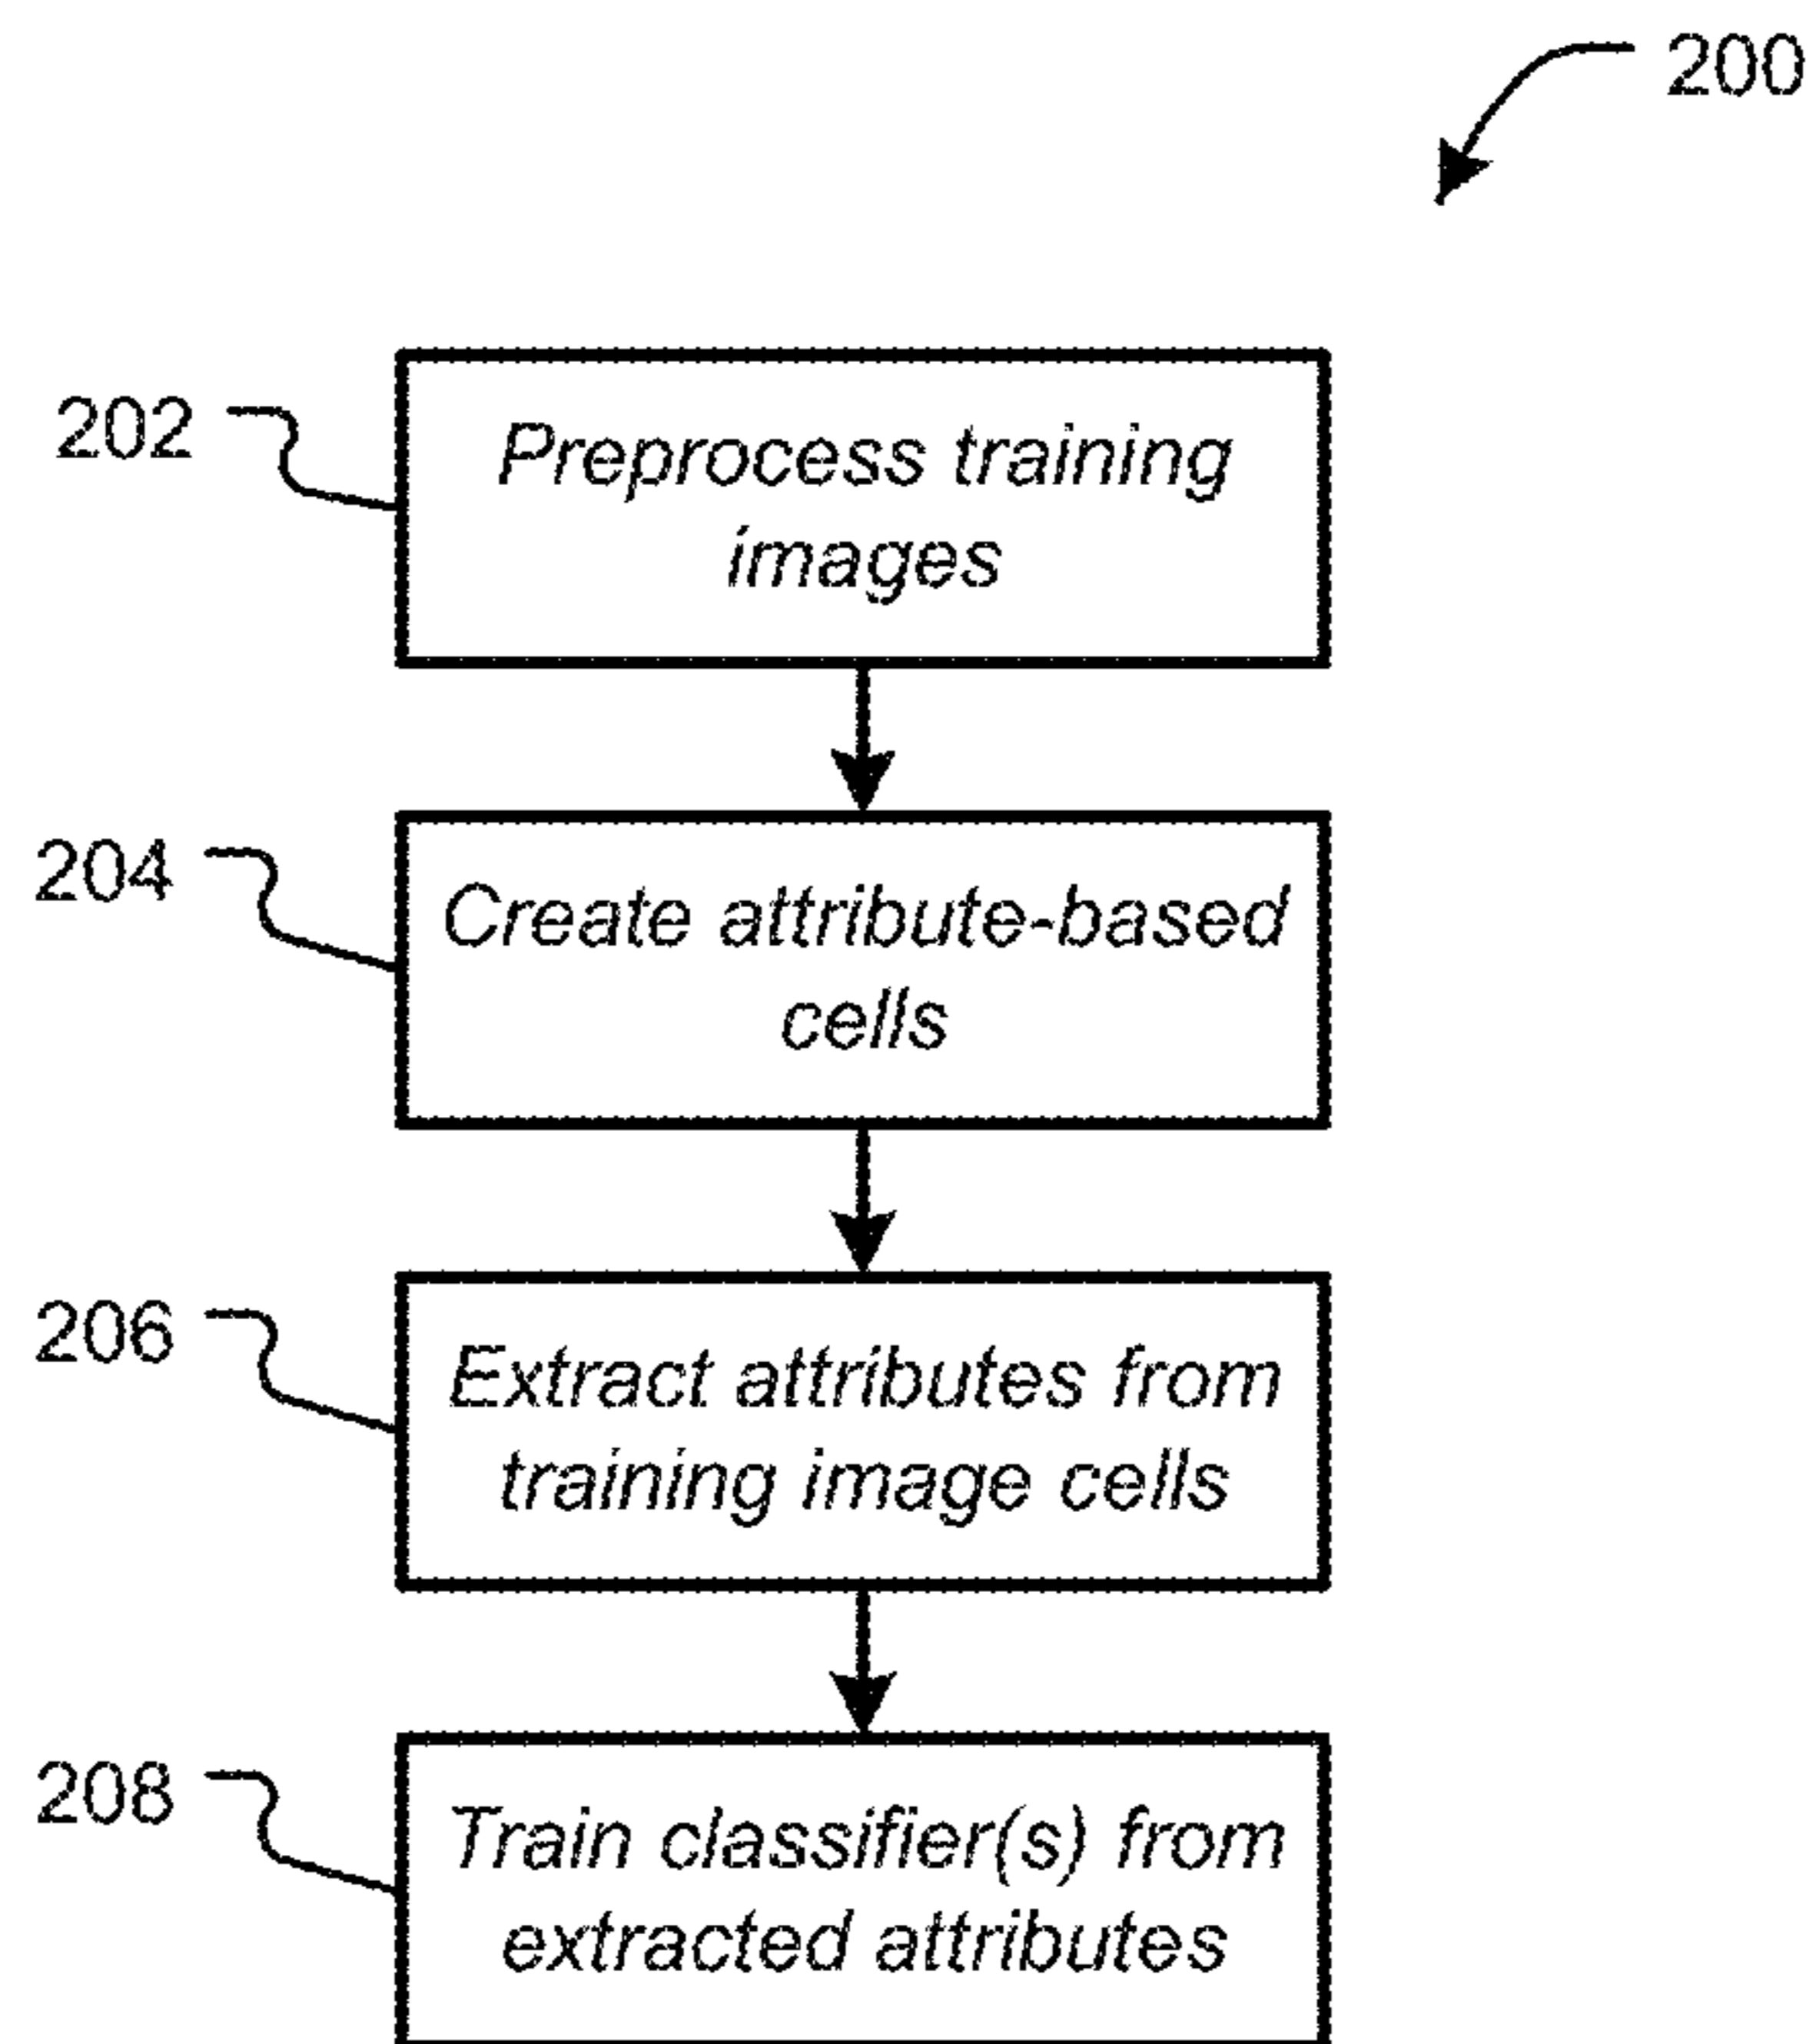 200
202
Preprocess training
images
204
Create attribute-based
cells
206
Extract attributes from
training image cells
208
Train classifier(s) from
extracted attributes